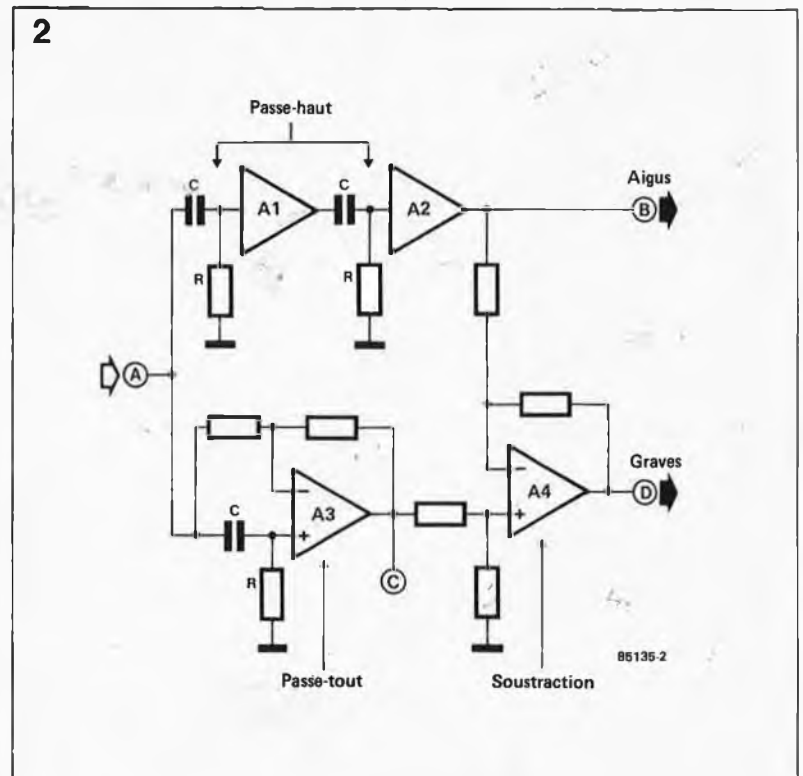 2
Passe-haut
C
A1
C
A2
Aigus
B
R
R
A
Graves
A4
D
C
A3
R
C
Passe-tout
Soustraction
85135-2